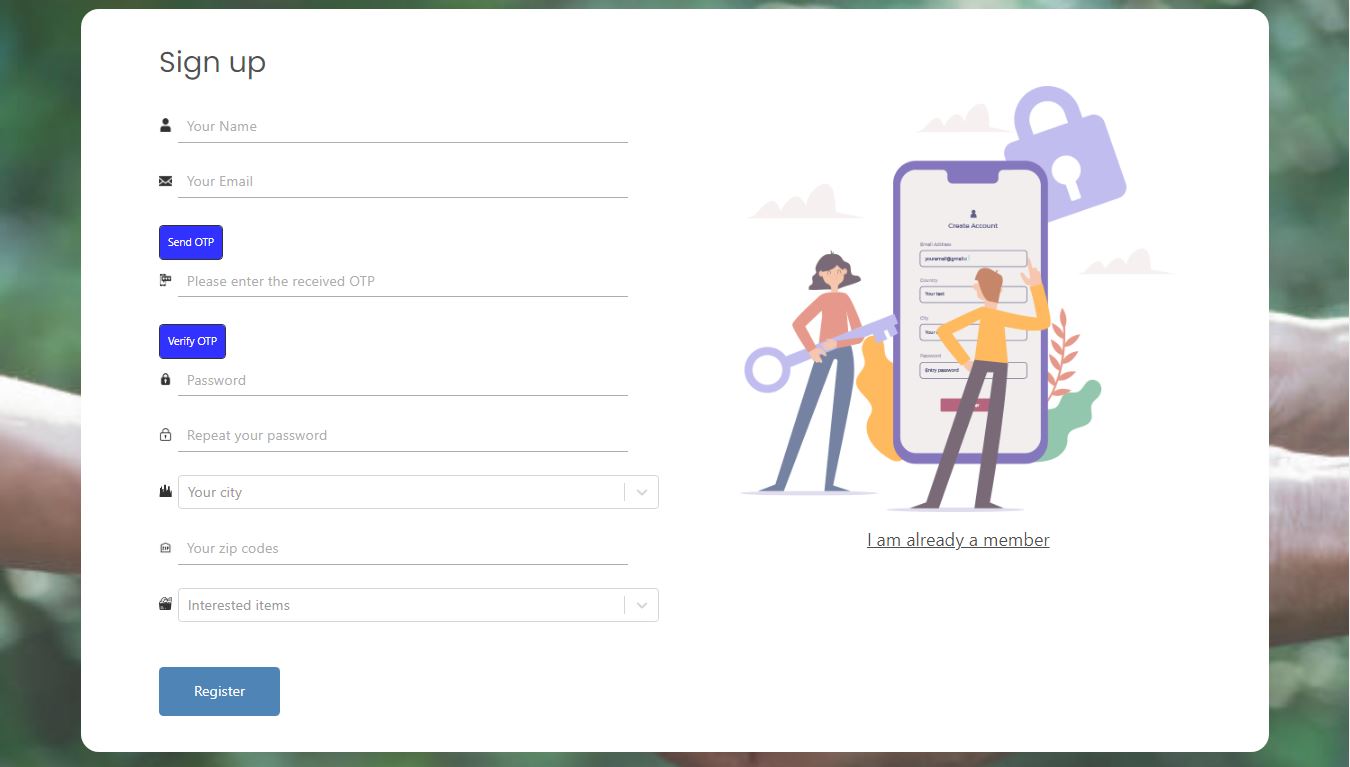 Sign up
Your Name
Your Email
Send OTP
Please enter the received OTP
Verify OTP
Password
Repeat your password
Your city
Your zip codes
Interested items
Register
Create Account
Email Address
youremail@gmail.c
Country
Your text
City
Your
Password
Entry password
I am already a member